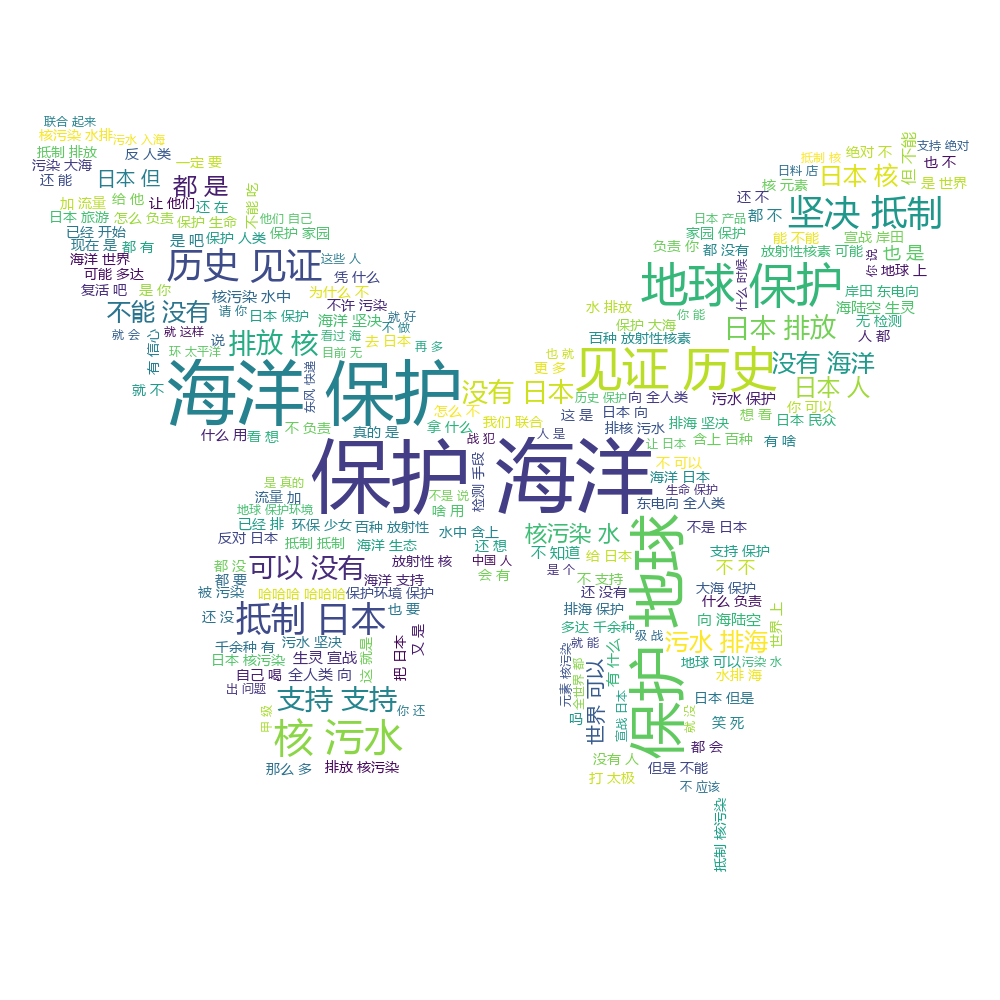 联合 起来
核污染 水排
污水 入海
抵制 排放
反 人类
一定 要
污染 大海
还 能
日本 但
都 是
不能 吃
加 流量
给 他
让 他们
还 在
日本 旅游
怎么 负责
保护 生命
他们 自己
已经 开始
现在 是
都 有
是 吧
保护 人类
保护 家园
海洋 世界
可能 多达
历史 见证
这些 人
凭 什么
复活 吧
是 你
核污染 水中
为什么 不
不能 没有
请 你
日本 保护
不许 污染
就 会
就 这样
说
海洋 坚决
就 好
不 做
有 信心
排放 核
看过 海
去 日本
再 多
环 太平洋
目前 无
就 不
海洋 保护
东风 快递
没有 日本
怎么 不
我们 联合
什么 用
看 想
不 负责
真的 是
拿 什么
战 犯
人 是
支持 绝对
但 不能
绝对 不
抵制 核
也 不
日料 店
日本 核
是 世界
核 元素
还 不
坚决 抵制
日本 产品
都 不
家园 保护
能 不能
宣战 岸田
负责 你
都 没有
放射性核素 可能
也 是
你 说
地球 上
地球 保护
什么 时候
岸田 东电向
水 排放
海陆空 生灵
你 能
保护 大海
日本 排放
无 检测
人 都
百种 放射性核素
也 就
更 多
见证 历史
没有 海洋
日本 人
历史 保护
向 全人类
污水 保护
你 可以
这 是
日本 向
想 看
日本 民众
排核 污水
排海 坚决
让 日本
含上 百种
有 啥
保护 海洋
检测 手段
不 可以
海洋 日本
生命 保护
东电向 全人类
是 真的
流量 加
不是 说
啥 用
地球 保护环境
已经 排
环保 少女
百种 放射性
水中 含上
核污染 水
不是 日本
反对 日本
抵制 抵制
海洋 生态
还 想
不 知道
给 日本
支持 保护
都 没
可以 没有
放射性 核
中国 人
会 有
是 个
不 支持
保护 地球
不 不
都 要
海洋 支持
大海 保护
被 污染
哈哈哈 哈哈哈
保护环境 保护
还 没有
什么 负责
还 没
抵制 日本
也 要
排海 保护
向 海陆空
世界 上
千余种 有
污水 坚决
多达 千余种
级 战
污水 排海
日本 核污染
生灵 宣战
这 就是
把 日本
又 是
就 能
有 什么
地球 可以
污染 水
自己 喝
全人类 向
元素 核污染
全世界 都
水排 海
出 问题
支持 支持
你 还
世界 可以
宣战 日本
日本 但是
甲 级
核 污水
就 没
笑 死
都 会
那么 多
排放 核污染
没有 人
但是 不能
打 太极
不 应该
抵制 核污染